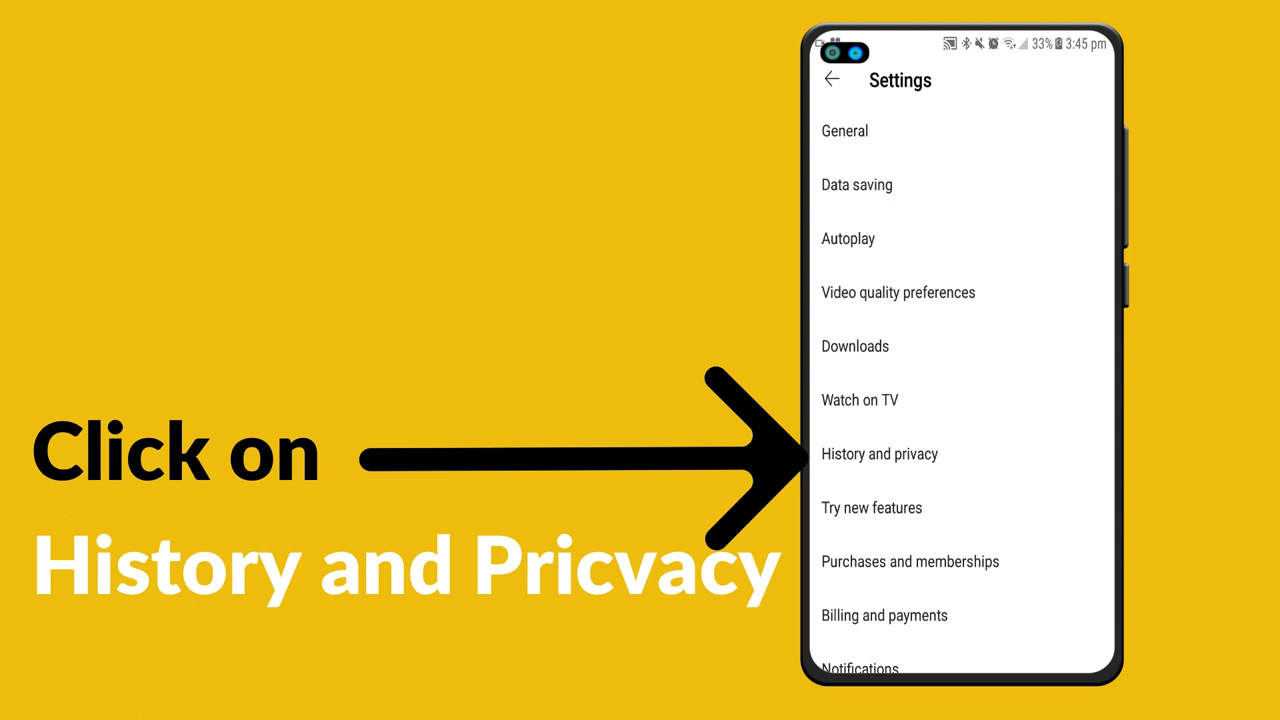 33% 3:45 pm
Settings
General
Data saving
Autoplay
Video quality preferences
Downloads
Watch on TV
Click on
History and privacy
History and Pricvacy
Try new features
Purchases and memberships
Billing and payments
Notifications